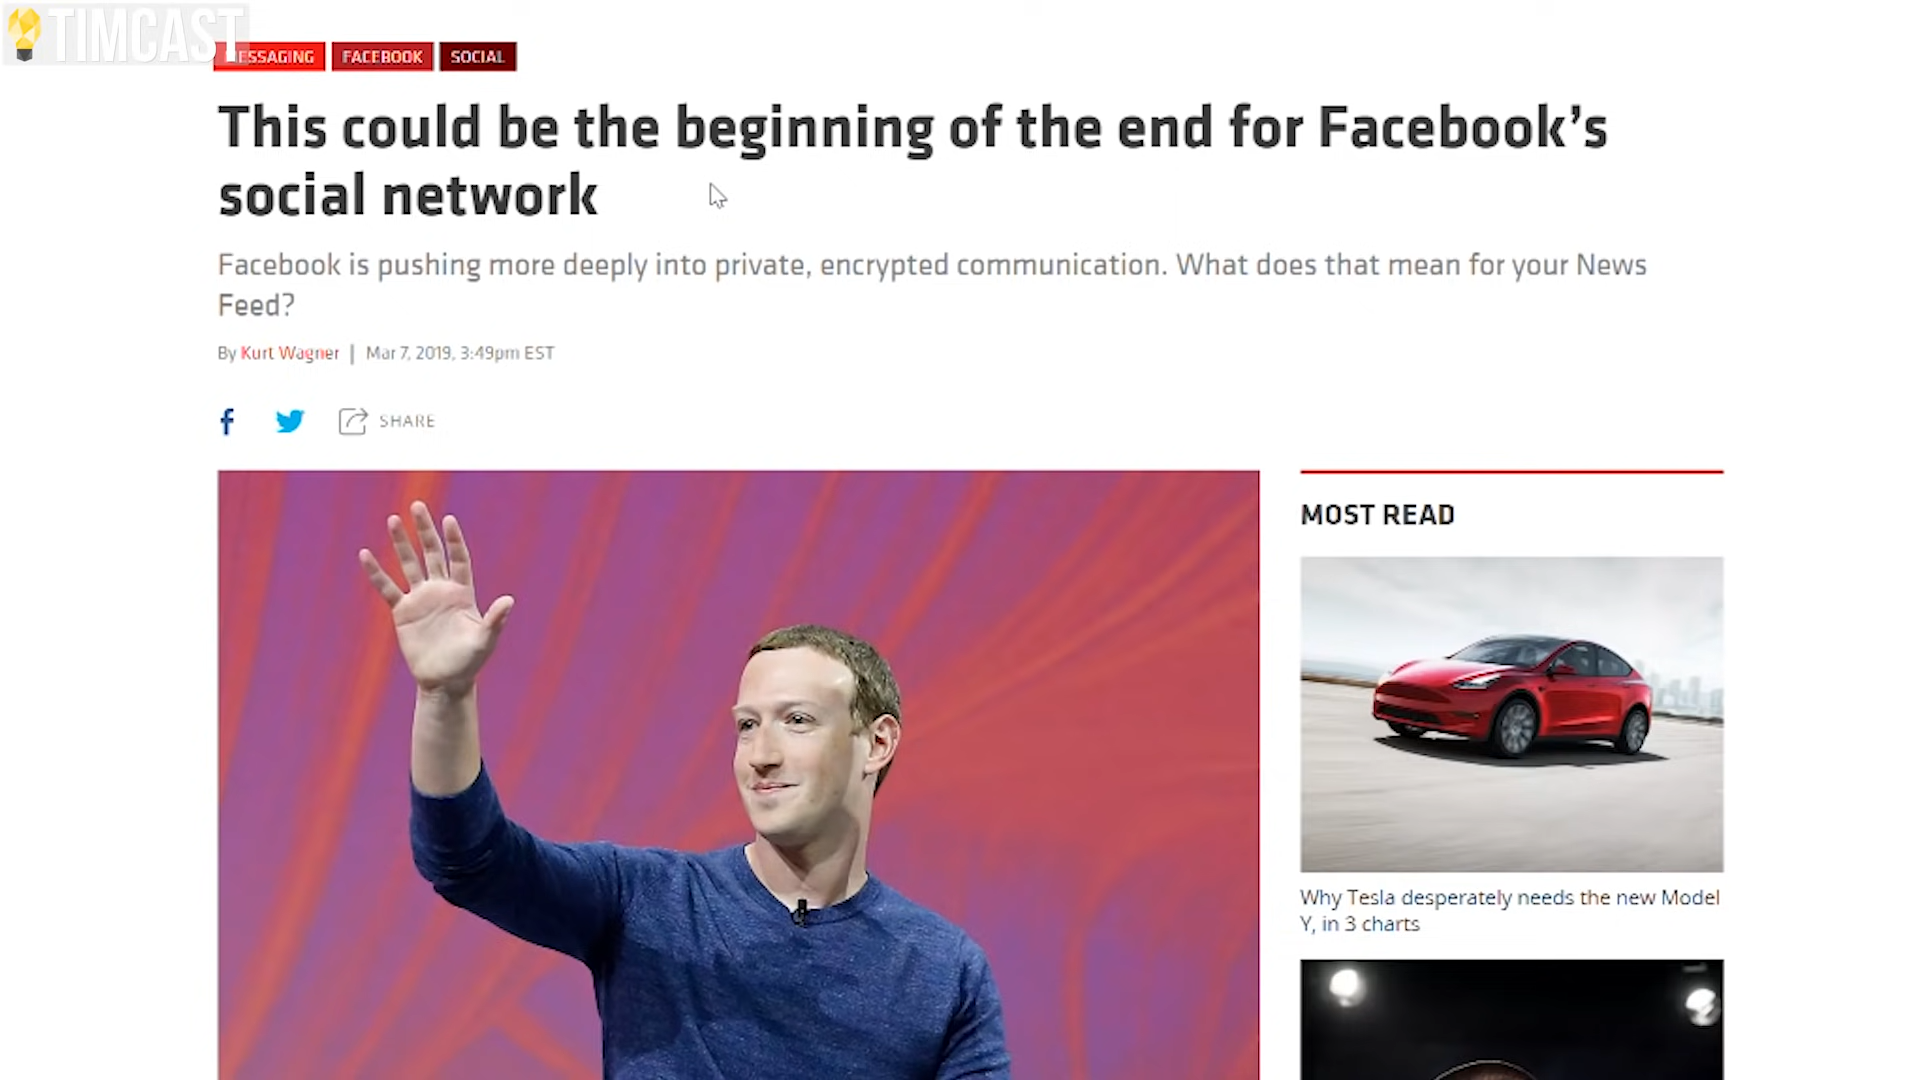 TIMCAST
MESSAGING FACEBOOK SOCIAL
This could be the beginning of the end for Facebook’s
social network
Facebook is pushing more deeply into private, encrypted communication. What does that mean for your News
Feed?
By Kurt Wagner | Mar 7, 2019, 3:49pm EST
SHARE
MOST READ
Why Tesla desperately needs the new Model
Y, in 3 charts